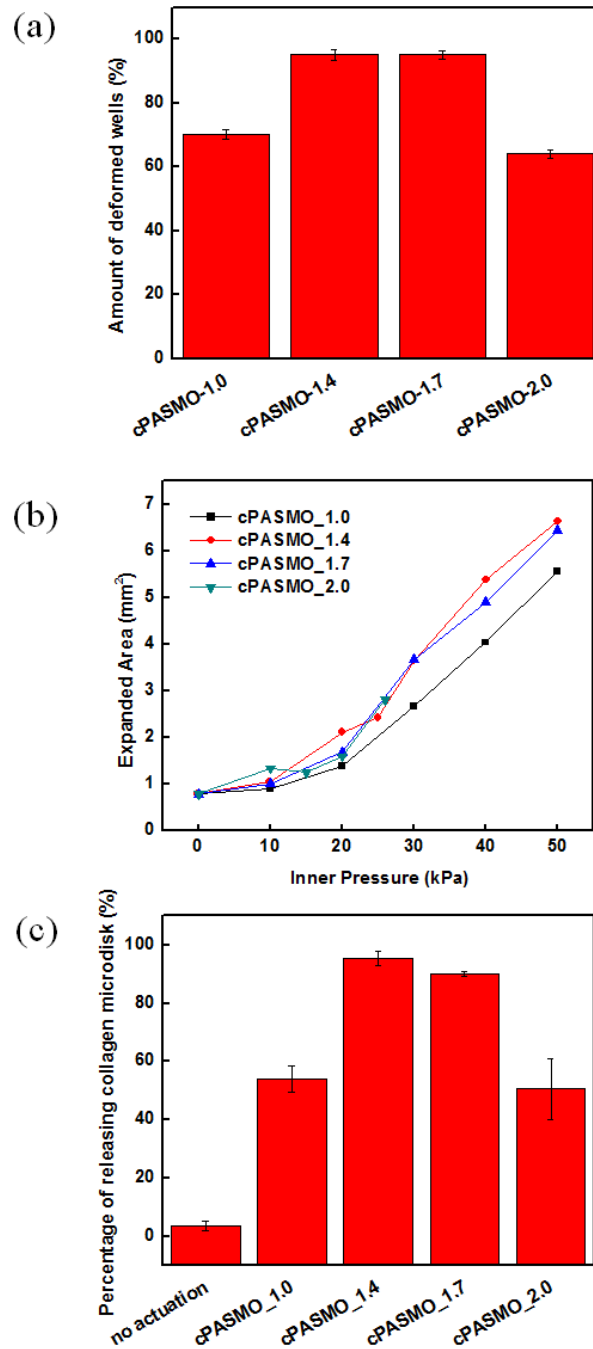 (a)
Amount of deformed wells (%)
100
80
60
40
20
0
cPASMO-1.0
cPASMO-1.4
cPASMO-1.7
cPASMO-2.0
(b)
Expanded Area (mm²)
7
6
5
4
3
2
1
0
cPASMO_1.0
cPASMO_1.4
cPASMO_1.7
cPASMO_2.0
0 10 20 30 40 50
Inner Pressure (kPa)
(c)
Percentage of releasing collagen microdisk (%)
100
80
60
40
20
0
no actuation
cPASMO_1.0
cPASMO_1.4
cPASMO_1.7
cPASMO_2.0